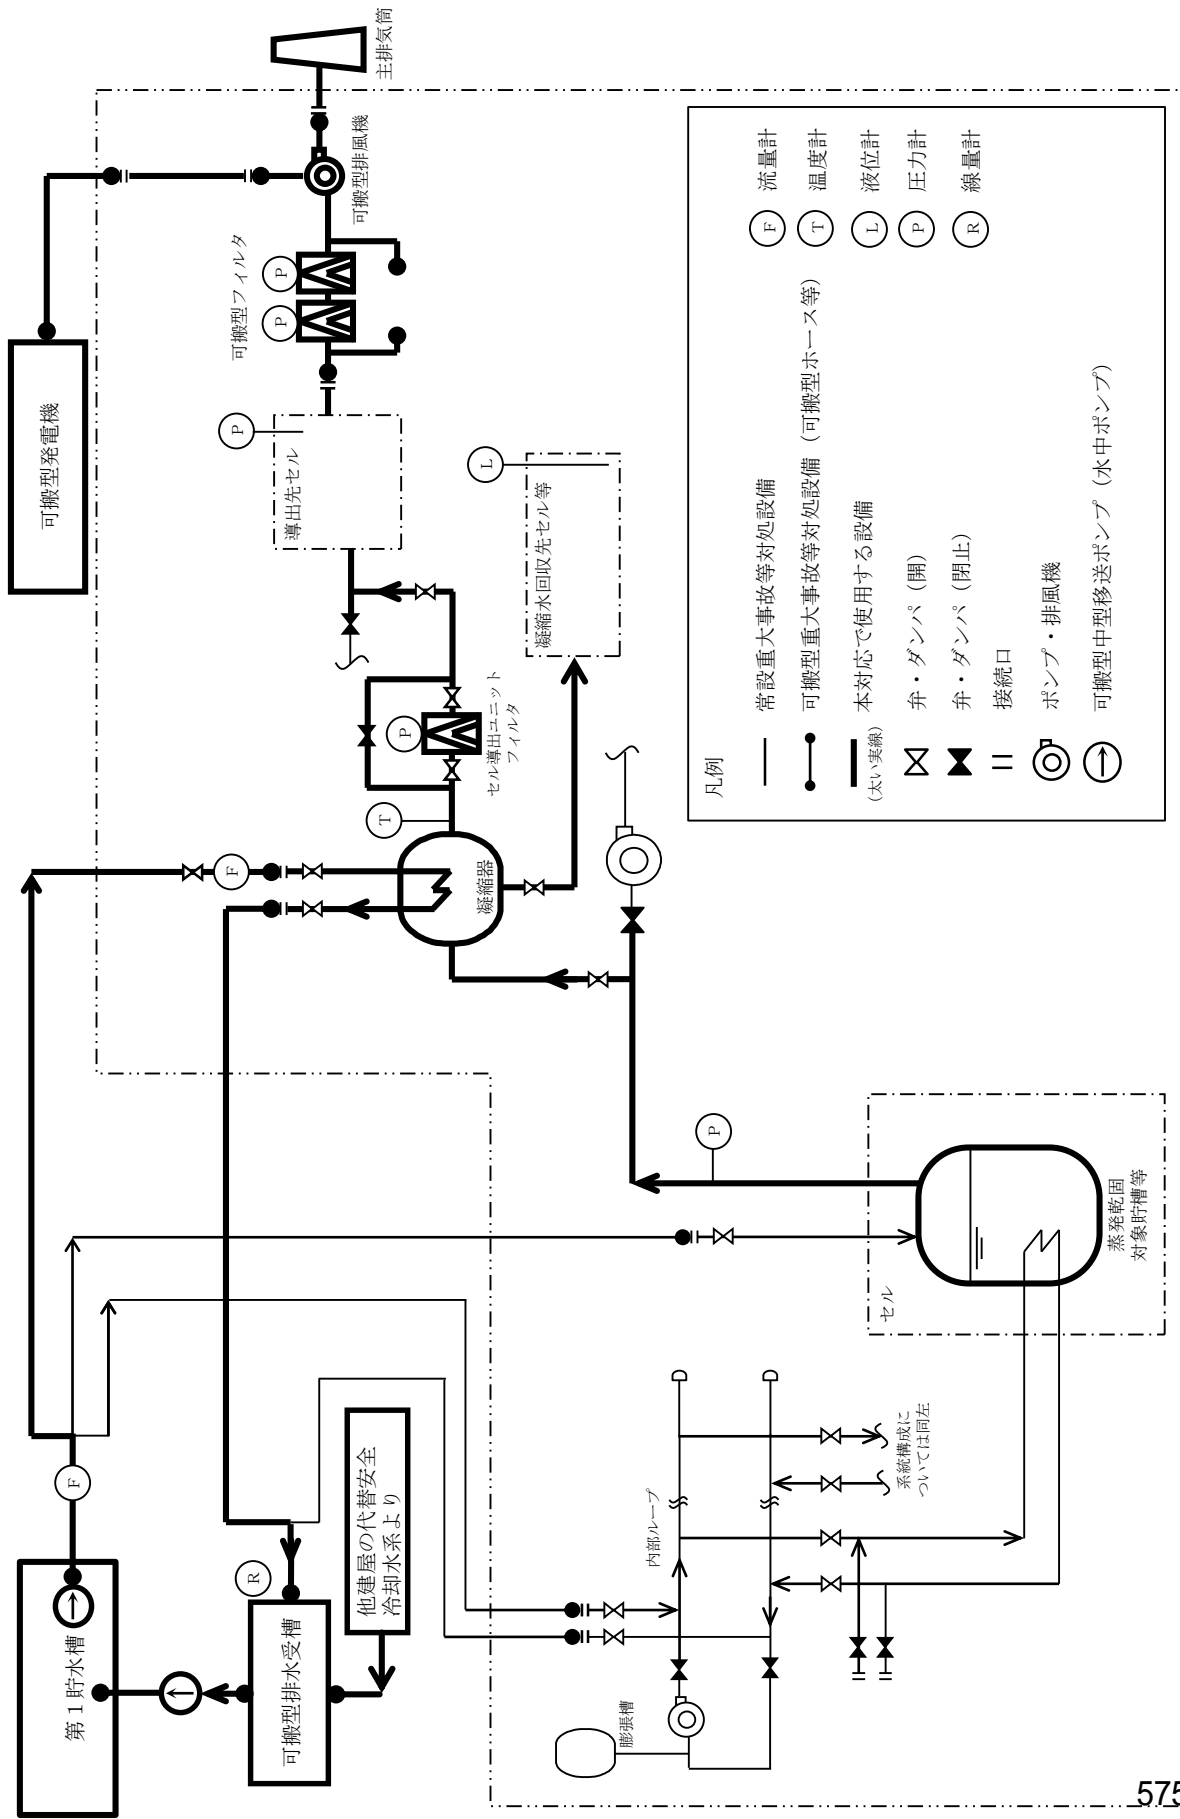 主排気筒
可搬型排風機
可搬型フィルタ
P
P
可搬型発電機
P
導出先セル
L
凝縮水回収先セル等
P
セル導出ユニット
フィルタ
T
F
凝縮器
P
セル
蒸発乾固
対象貯槽等
F
第1貯水槽
R
可搬型排水受槽
他建屋の代替安全
冷却水系より
内部ループ
系統構成に
ついては同左
膨張槽
凡例
常設重大事故等対処設備
可搬型重大事故等対処設備（可搬型ホース等）
本対応で使用する設備
（太い実線）
弁・ダンパ（開）
弁・ダンパ（閉止）
接続口
ポンプ・排風機
可搬型中型移送ポンプ（水中ポンプ）
F 流量計
T 温度計
L 液位計
P 圧力計
R 線量計
575